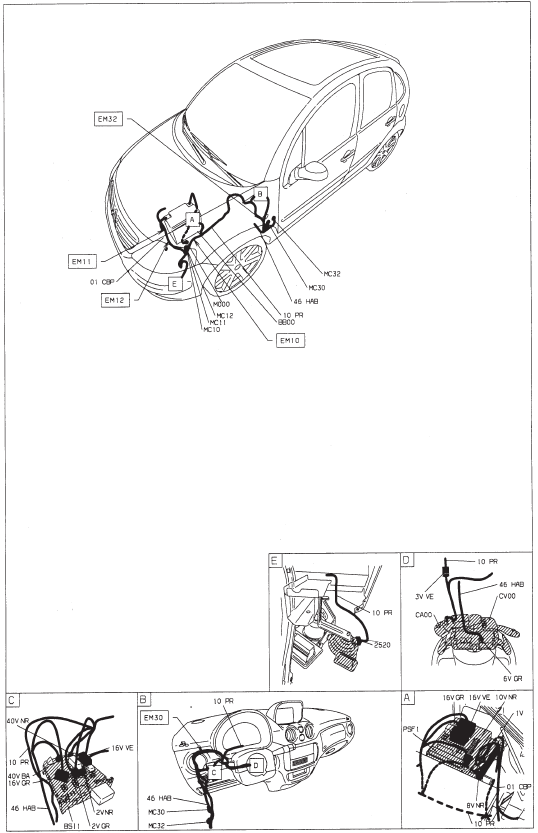 EM32
B
A
EM11
01 CBP
E
EM12
MC32
MC30
46 HAB
MC00
MC12
10 PR
MC11
BB00
MC10
EM10
E
10 PR
2520
D
10 PR
46 HAB
3V VE
CV00
CA00
6V GR
C
40V NR
16V VE
10 PR
40V BA
16V GR
46 HAB
2V NR
BSI1
2V GR
B
10 PR
EM30
C
D
46 HAB
MC30
MC32
A
16V GR 16V VE 10V NR
1V
PSF1
01 CBP
8V NR
10 PR